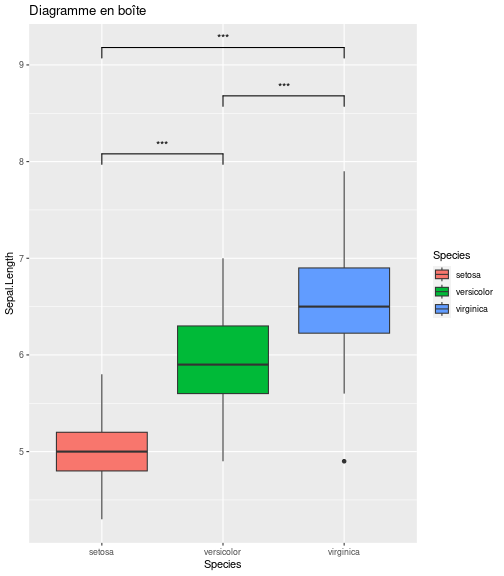 Diagramme en boîte
***
***
***
9
8
7
6
5
Sepal.Length
setosa
versicolor
virginica
Species
Species
setosa
versicolor
virginica